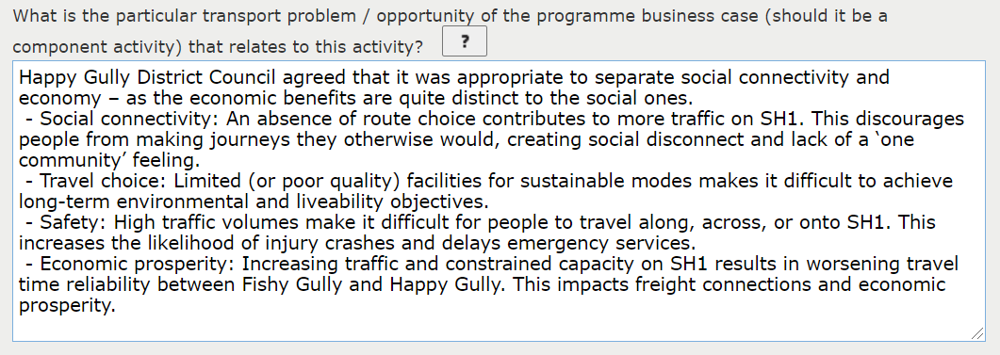 What is the particular transport problem / opportunity of the programme business case (should it be a
component activity) that relates to this activity? ?
Happy Gully District Council agreed that it was appropriate to separate social connectivity and
economy – as the economic benefits are quite distinct to the social ones.
- Social connectivity: An absence of route choice contributes to more traffic on SH1. This discourages
people from making journeys they otherwise would, creating social disconnect and lack of a ‛one
community’ feeling.
- Travel choice: Limited (or poor quality) facilities for sustainable modes makes it difficult to achieve
long-term environmental and liveability objectives.
- Safety: High traffic volumes make it difficult for people to travel along, across, or onto SH1. This
increases the likelihood of injury crashes and delays emergency services.
- Economic prosperity: Increasing traffic and constrained capacity on SH1 results in worsening travel
time reliability between Fishy Gully and Happy Gully. This impacts freight connections and economic
prosperity.